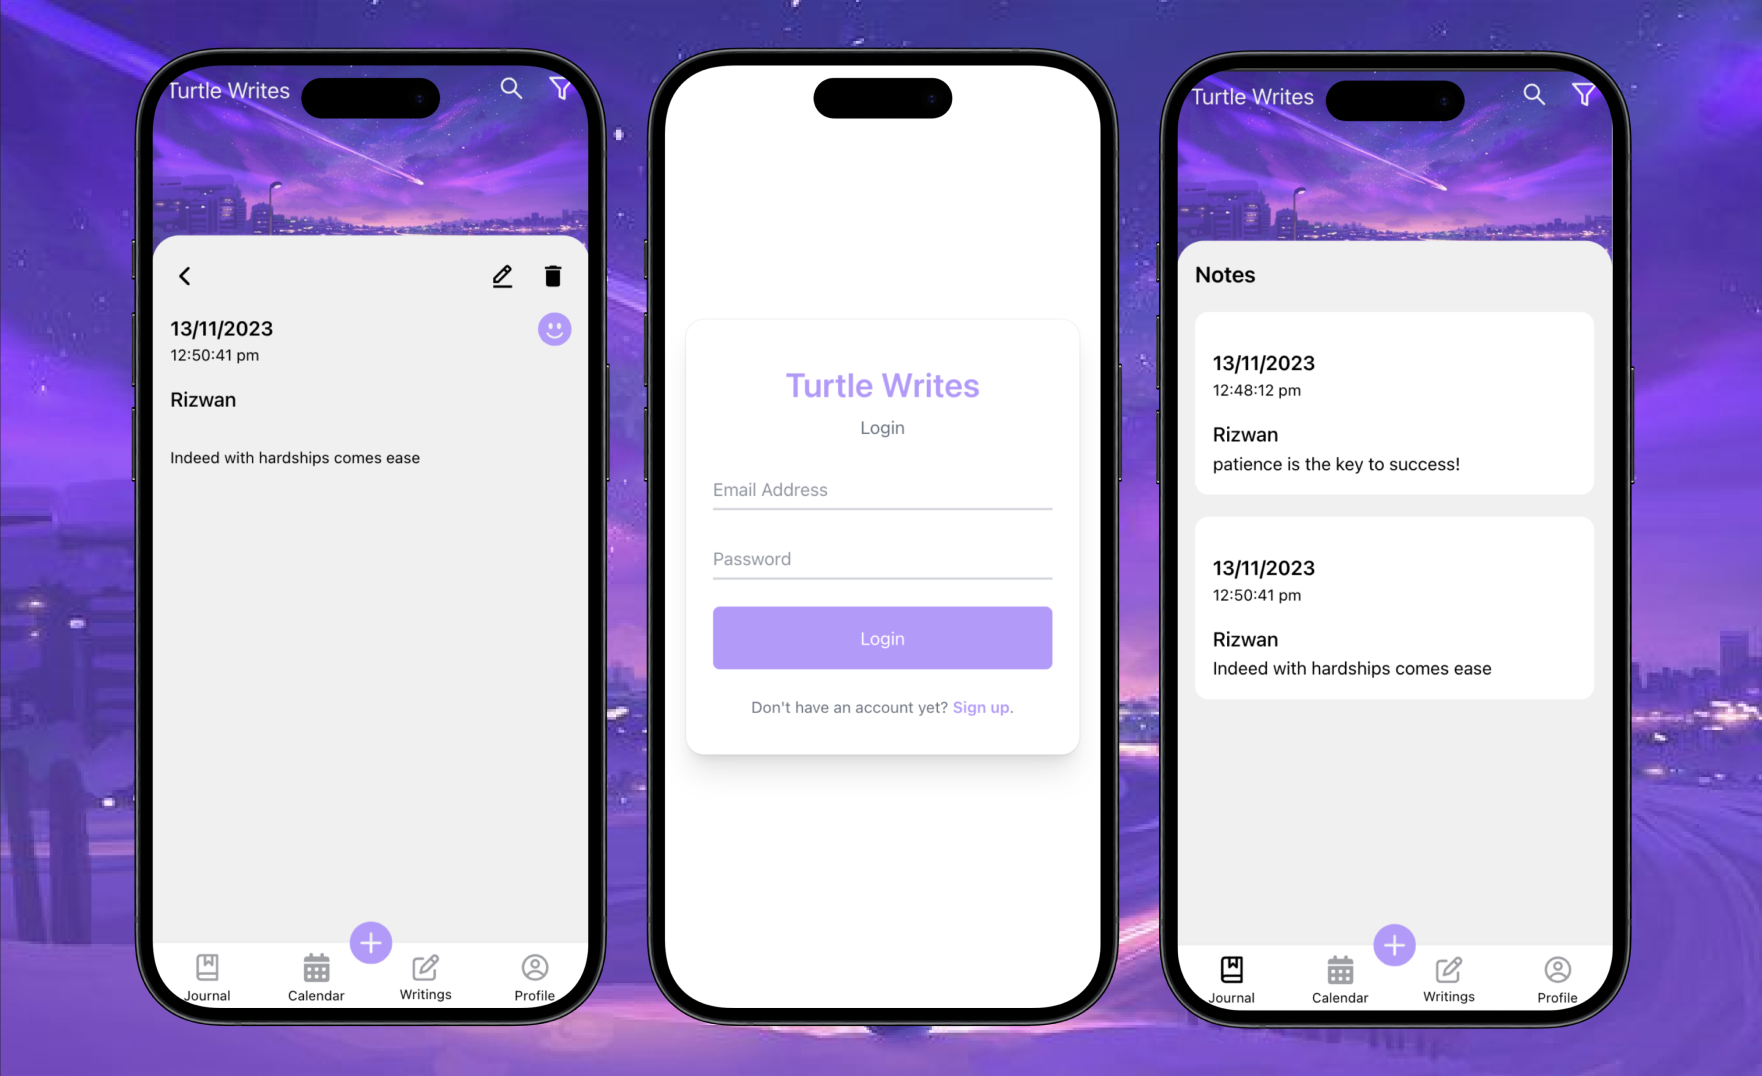 Turtle Writes
13/11/2023
12:50:41 pm
Rizwan
Indeed with hardships comes ease
Journal
Calendar
Writings
Profile
Turtle Writes
Login
Email Address
Password
Login
Don't have an account yet? Sign up.
Turtle Writes
Notes
13/11/2023
12:48:12 pm
Rizwan
patience is the key to success!
13/11/2023
12:50:41 pm
Rizwan
Indeed with hardships comes ease
Journal
Calendar
Writings
Profile